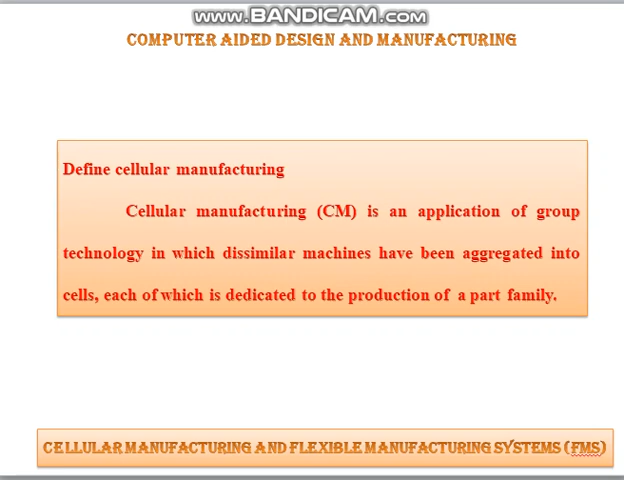 www.BANDICAM.com
COMPUTER AIDED DESIGN AND MANUFACTURING
Define cellular manufacturing
Cellular manufacturing (CM) is an application of group
technology in which dissimilar machines have been aggregated into
cells, each of which is dedicated to the production of a part family.
CELLULAR MANUFACTURING AND FLEXIBLE MANUFACTURING SYSTEMS (FMS)